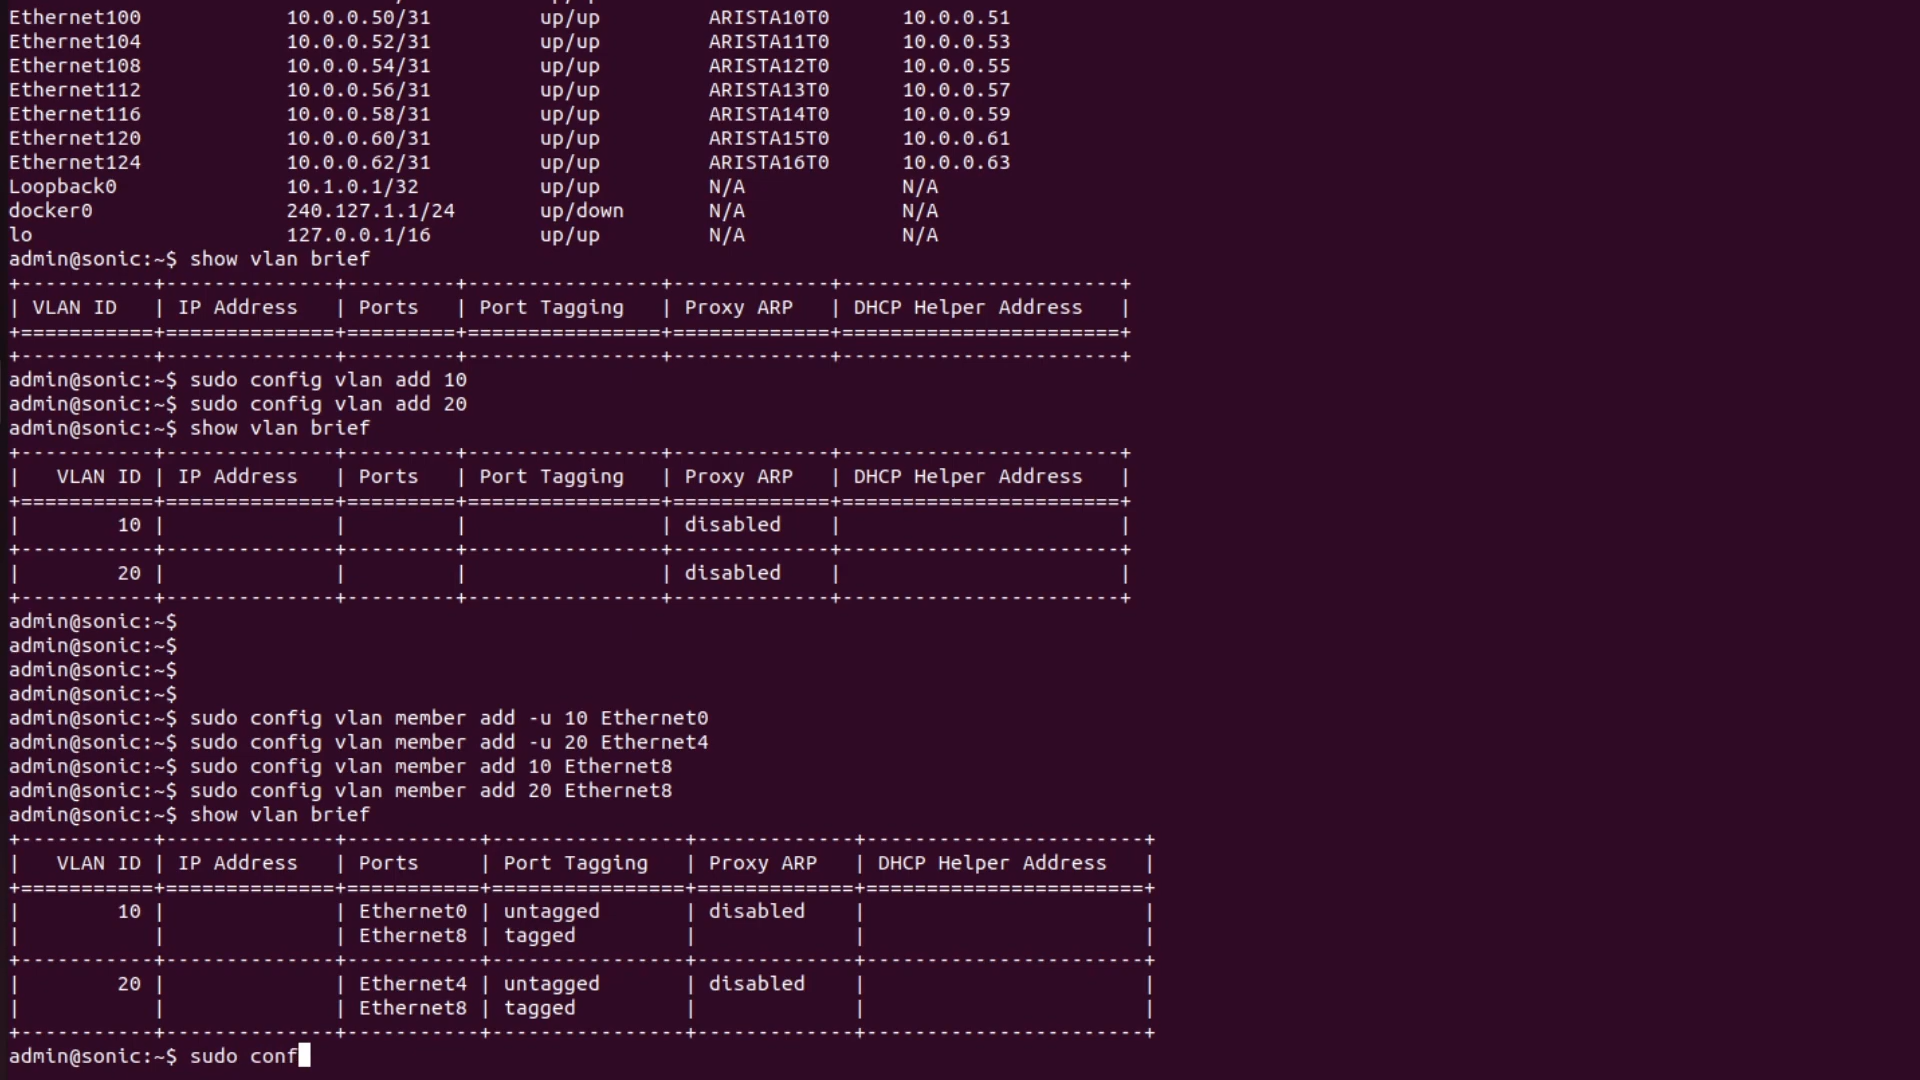 Ethernet100            10.0.0.50/31         up/up         ARISTA10T0      10.0.0.51
Ethernet104            10.0.0.52/31         up/up         ARISTA11T0      10.0.0.53
Ethernet108            10.0.0.54/31         up/up         ARISTA12T0      10.0.0.55
Ethernet112            10.0.0.56/31         up/up         ARISTA13T0      10.0.0.57
Ethernet116            10.0.0.58/31         up/up         ARISTA14T0      10.0.0.59
Ethernet120            10.0.0.60/31         up/up         ARISTA15T0      10.0.0.61
Ethernet124            10.0.0.62/31         up/up         ARISTA16T0      10.0.0.63
Loopback0              10.1.0.1/32          up/up         N/A             N/A
docker0                240.127.1.1/24       up/down       N/A             N/A
lo                     127.0.0.1/16         up/up         N/A             N/A
admin@sonic:~$ show vlan brief
+-----------+--------------+---------+----------------+-------------+-----------------------+
| VLAN ID   | IP Address   | Ports   | Port Tagging   | Proxy ARP   | DHCP Helper Address   |
+===========+==============+=========+================+=============+=======================+
+-----------+--------------+---------+----------------+-------------+-----------------------+
admin@sonic:~$ sudo config vlan add 10
admin@sonic:~$ sudo config vlan add 20
admin@sonic:~$ show vlan brief
+-----------+--------------+---------+----------------+-------------+-----------------------+
|   VLAN ID | IP Address   | Ports   | Port Tagging   | Proxy ARP   | DHCP Helper Address   |
+===========+==============+=========+================+=============+=======================+
|        10 |              |         |                | disabled    |                       |
+-----------+--------------+---------+----------------+-------------+-----------------------+
|        20 |              |         |                | disabled    |                       |
+-----------+--------------+---------+----------------+-------------+-----------------------+
admin@sonic:~$
admin@sonic:~$
admin@sonic:~$
admin@sonic:~$
admin@sonic:~$ sudo config vlan member add -u 10 Ethernet0
admin@sonic:~$ sudo config vlan member add -u 20 Ethernet4
admin@sonic:~$ sudo config vlan member add 10 Ethernet8
admin@sonic:~$ sudo config vlan member add 20 Ethernet8
admin@sonic:~$ show vlan brief
+-----------+--------------+-----------+----------------+-------------+-----------------------+
|   VLAN ID | IP Address   | Ports     | Port Tagging   | Proxy ARP   | DHCP Helper Address   |
+===========+==============+===========+================+=============+=======================+
|        10 |              | Ethernet0 | untagged       | disabled    |                       |
|           |              | Ethernet8 | tagged         |             |                       |
+-----------+--------------+-----------+----------------+-------------+-----------------------+
|        20 |              | Ethernet4 | untagged       | disabled    |                       |
|           |              | Ethernet8 | tagged         |             |                       |
+-----------+--------------+-----------+----------------+-------------+-----------------------+
admin@sonic:~$ sudo conf